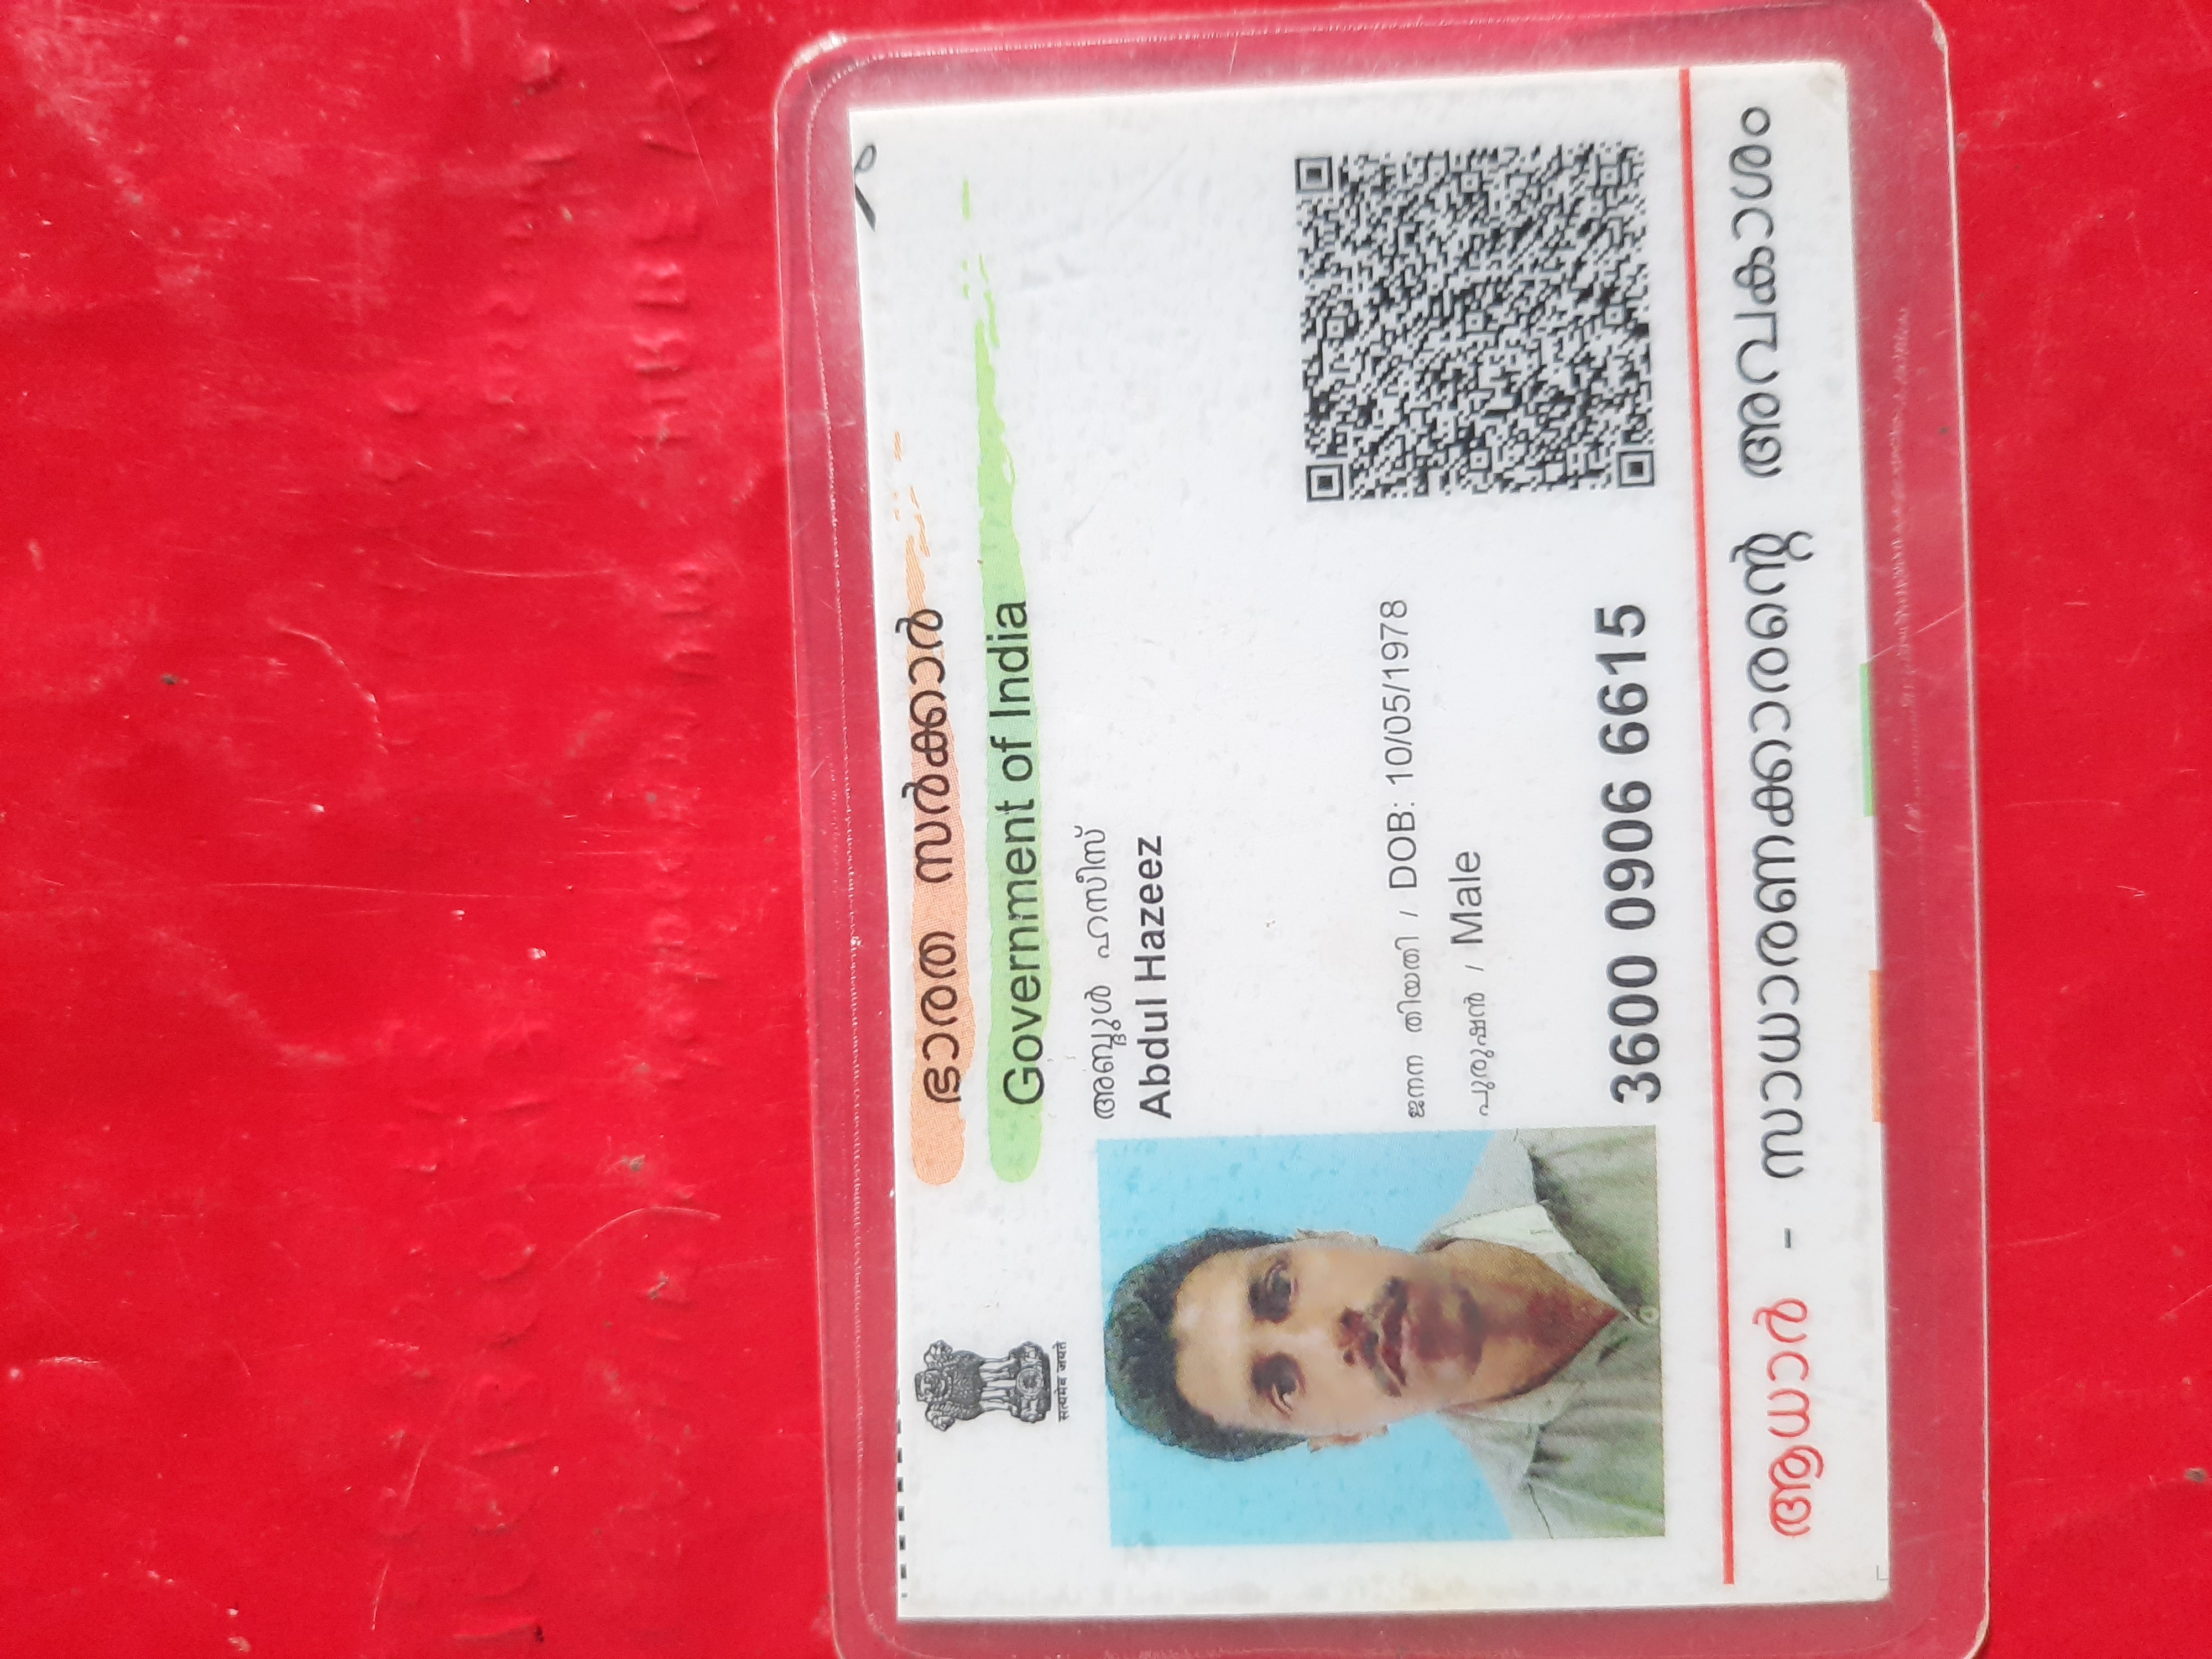 ഭാരത സർക്കാർ
Government of India
सत्यमेव जयते
അബ്ദുൾ ഹസീസ്
Abdul Hazeez
ജനന തിയതി / DOB: 10/05/1978
പുരുഷൻ / Male
3600 0906 6615
ആധാർ - സാധാരണക്കാരന്റെ അവകാശം